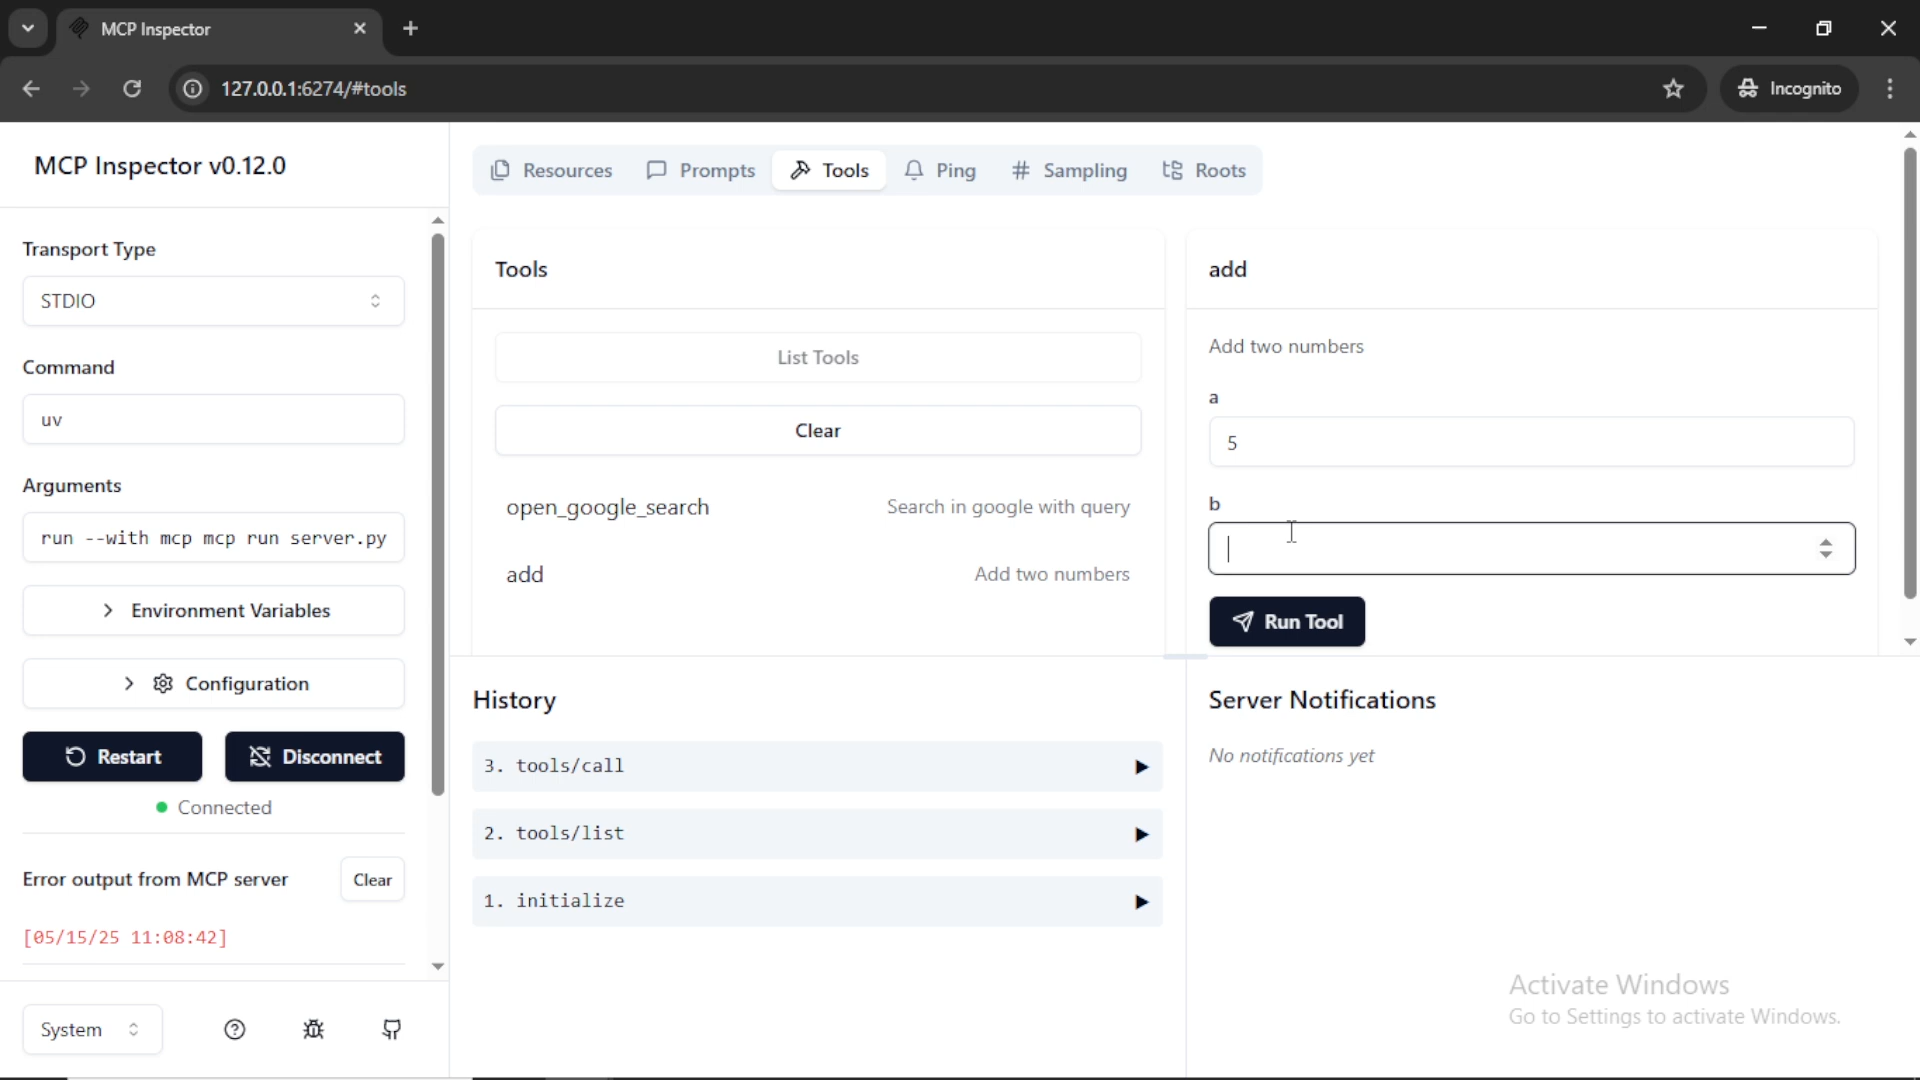 MCP Inspector
127.0.0.1:6274/#tools
Incognito
MCP Inspector v0.12.0
Transport Type
STDIO
Command
uv
Arguments
run --with mcp mcp run server.py
Environment Variables
Configuration
Restart
Disconnect
Connected
Error output from MCP server
Clear
[05/15/25 11:08:42]
System
Resources
Prompts
Tools
Ping
Sampling
Roots
Tools
List Tools
Clear
open_google_search
Search in google with query
add
Add two numbers
add
Add two numbers
a
5
b
Run Tool
History
3. tools/call
2. tools/list
1. initialize
Server Notifications
No notifications yet
Activate Windows
Go to Settings to activate Windows.